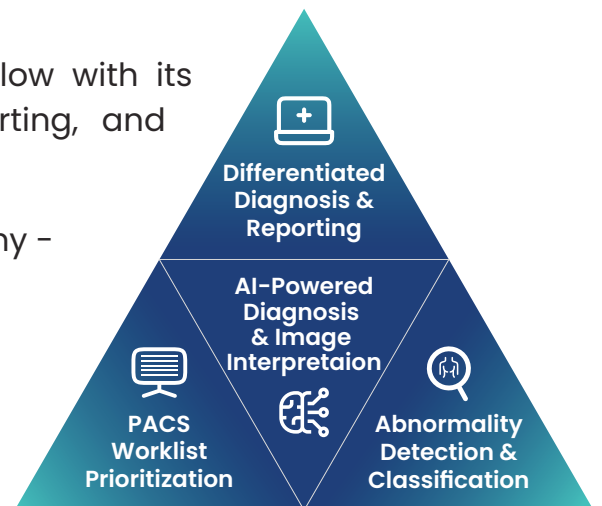 low with its
rting, and
ny -
Differentiated
Diagnosis &
Reporting
AI-Powered
Diagnosis
& Image
Interpretaion
PACS
Worklist
Prioritization
Abnormality
Detection &
Classification